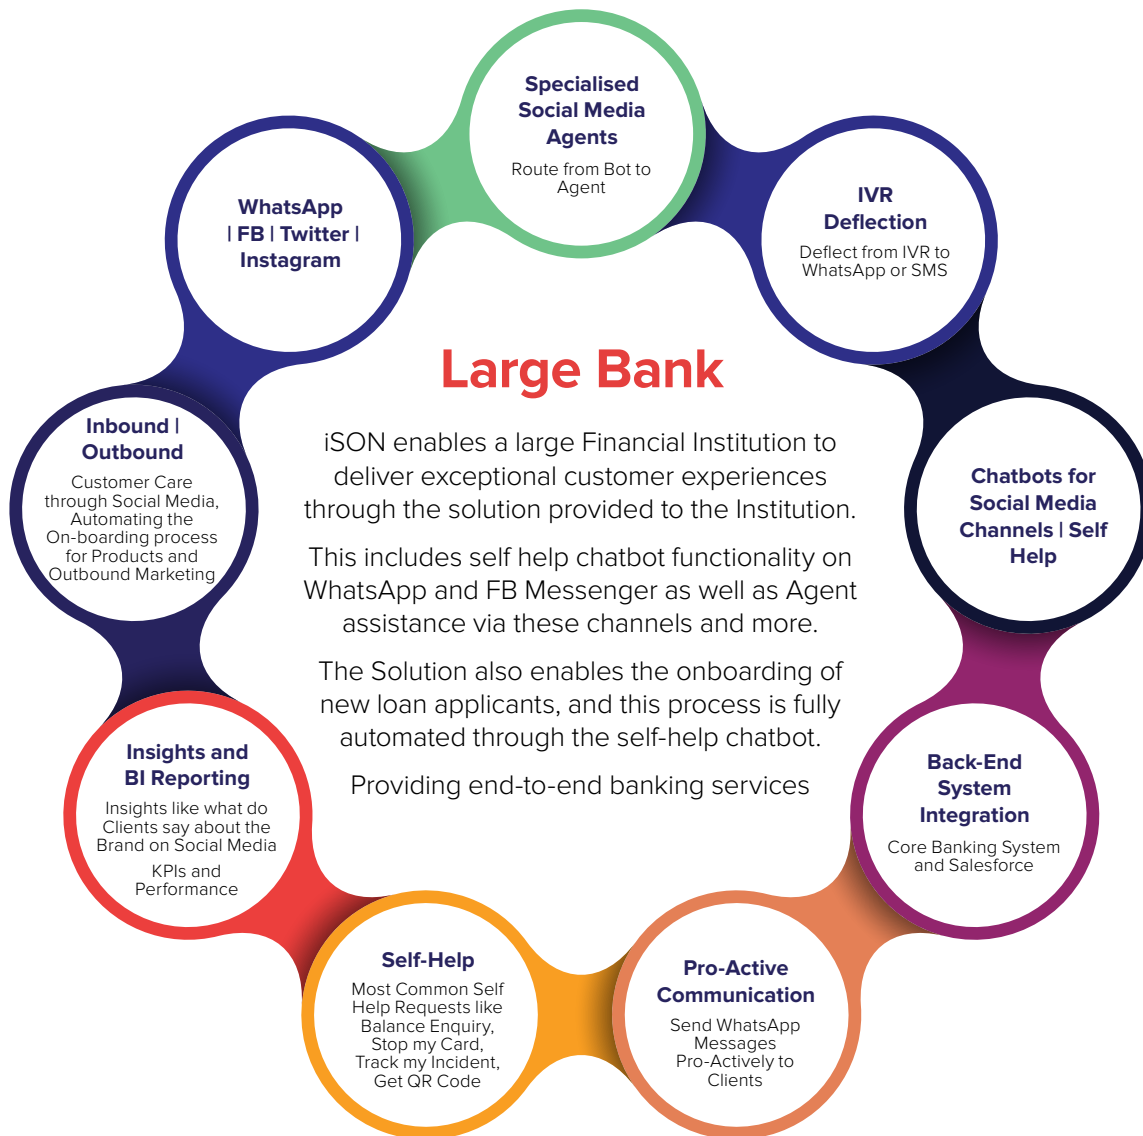 Specialised
Social Media
Agents
Route from Bot to
Agent
IVR
Deflection
Deflect from IVR to
WhatsApp or SMS
Chatbots for
Social Media
Channels | Self
Help
Back-End
System
Integration
Core Banking System
and Salesforce
Pro-Active
Communication
Send WhatsApp
Messages
Pro-Actively to
Clients
Self-Help
Most Common Self
Help Requests like
Balance Enquiry,
Stop my Card,
Track my Incident,
Get QR Code
Insights and
BI Reporting
Insights like what do
Clients say about the
Brand on Social Media
KPIs and
Performance
Inbound |
Outbound
Customer Care
through Social Media,
Automating the
On-boarding process
for Products and
Outbound Marketing
WhatsApp
| FB | Twitter |
Instagram
Large Bank
iSON enables a large Financial Institution to
deliver exceptional customer experiences
through the solution provided to the Institution.
This includes self help chatbot functionality on
WhatsApp and FB Messenger as well as Agent
assistance via these channels and more.
The Solution also enables the onboarding of
new loan applicants, and this process is fully
automated through the self-help chatbot.
Providing end-to-end banking services